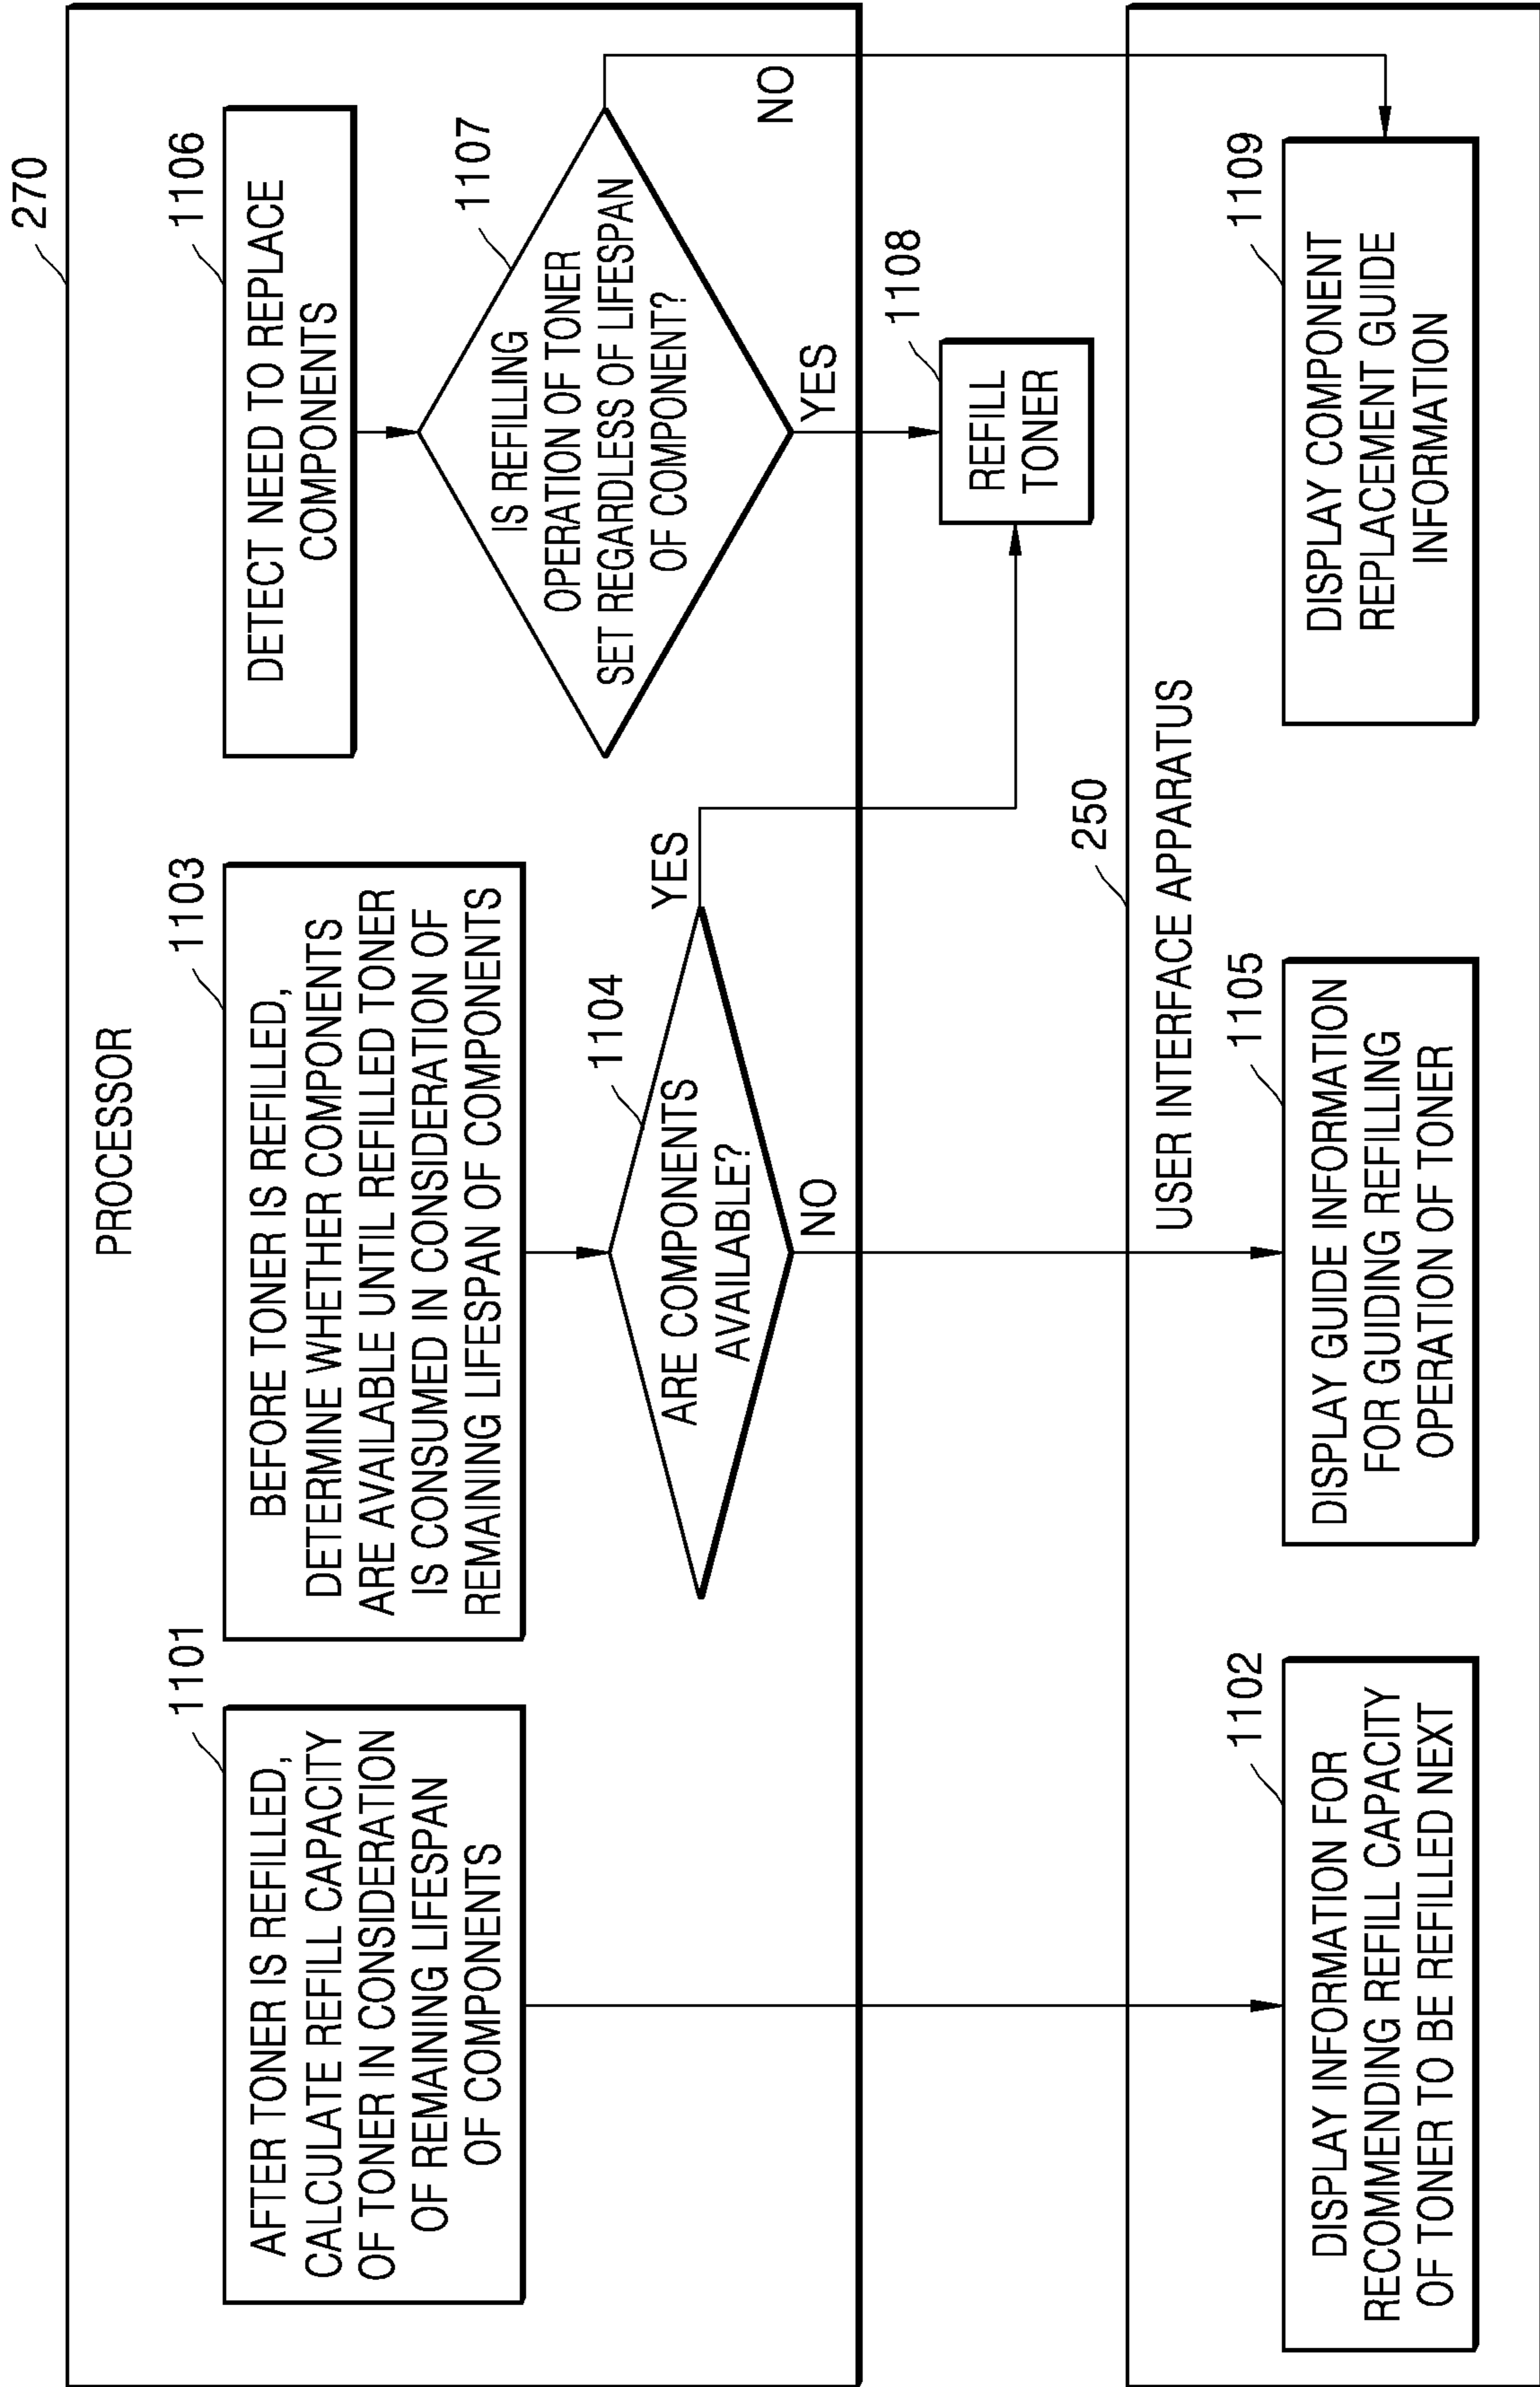 270
PROCESSOR
1101
AFTER TONER IS REFILLED,
CALCULATE REFILL CAPACITY
OF TONER IN CONSIDERATION
OF REMAINING LIFESPAN
OF COMPONENTS
1103
BEFORE TONER IS REFILLED,
DETERMINE WHETHER COMPONENTS
ARE AVAILABLE UNTIL REFILLED TONER
IS CONSUMED IN CONSIDERATION OF
REMAINING LIFESPAN OF COMPONENTS
1106
DETECT NEED TO REPLACE
COMPONENTS
1104
ARE COMPONENTS
AVAILABLE?
YES
NO
1107
IS REFILLING
OPERATION OF TONER
SET REGARDLESS OF LIFESPAN
OF COMPONENT?
NO
YES
1108
REFILL
TONER
250
USER INTERFACE APPARATUS
1102
DISPLAY INFORMATION FOR
RECOMMENDING REFILL CAPACITY
OF TONER TO BE REFILLED NEXT
1105
DISPLAY GUIDE INFORMATION
FOR GUIDING REFILLING
OPERATION OF TONER
1109
DISPLAY COMPONENT
REPLACEMENT GUIDE
INFORMATION